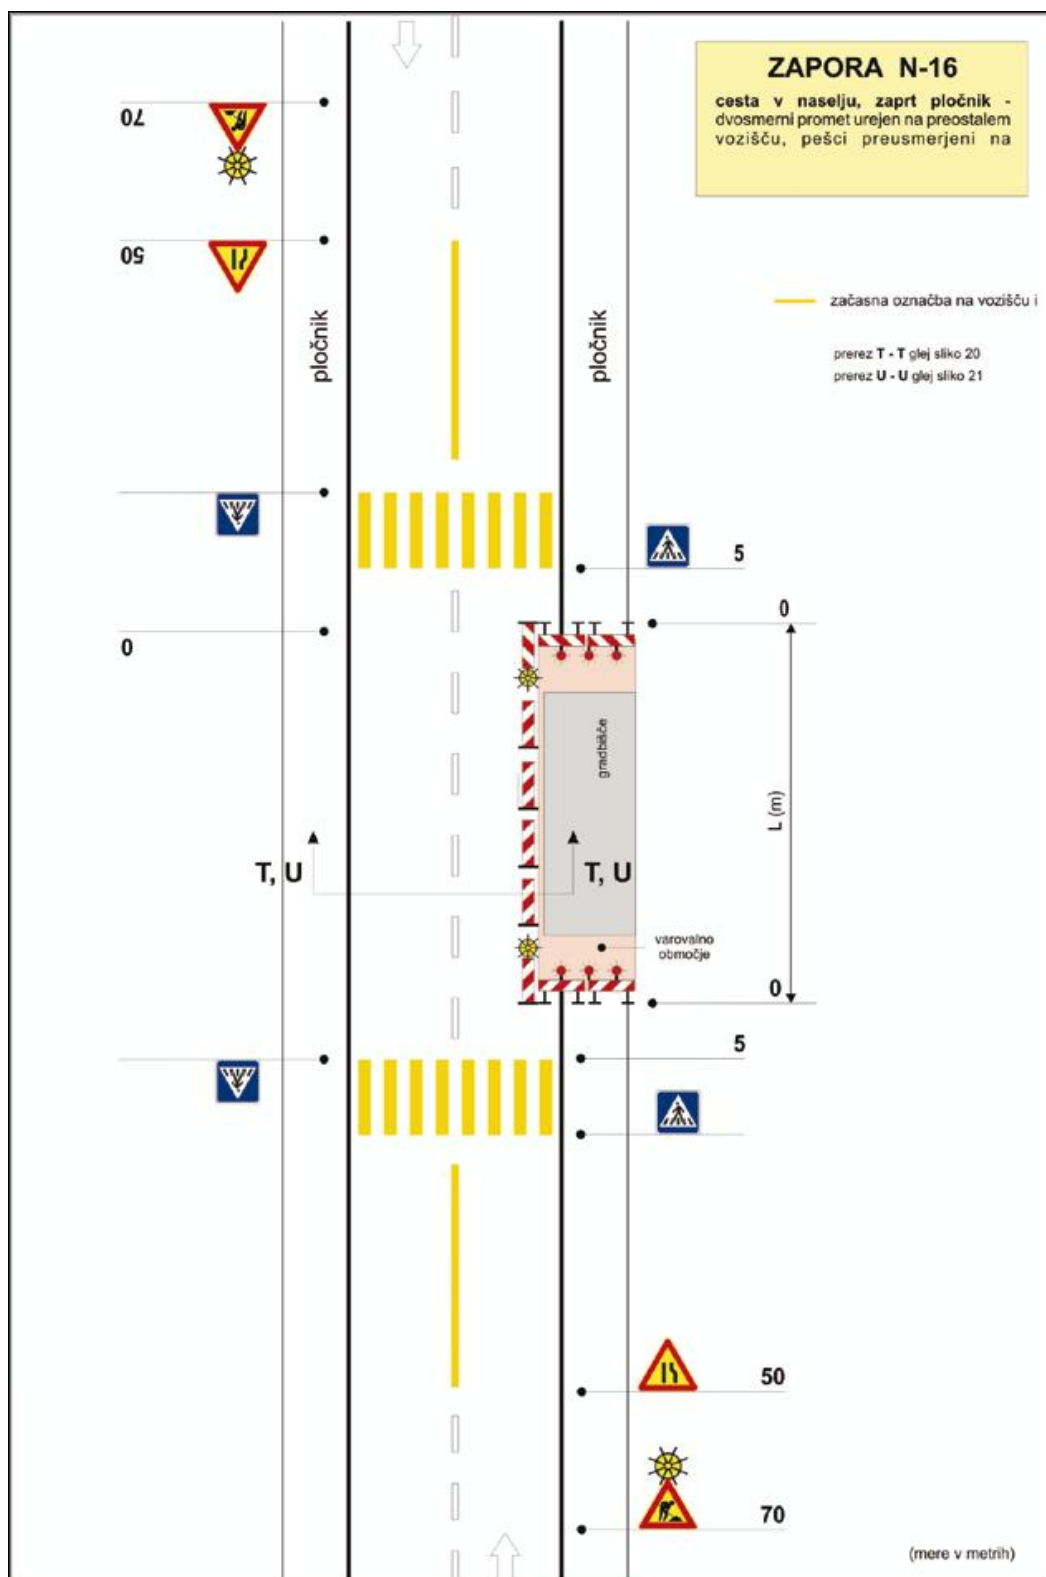 ZAPORA N-16
cesta v naselju, zaprt pločnik -
dvosmerni promet urejen na preostalem
vozišču, pešci preusmerjeni na
70
50
začasna označba na vozišču i
prerez T - T glej sliko 20
prerez U - U glej sliko 21
pločnik
pločnik
5
0
0
gradbišče
L (m)
T, U
T, U
varovalno
območje
0
5
50
70
(mere v metrih)